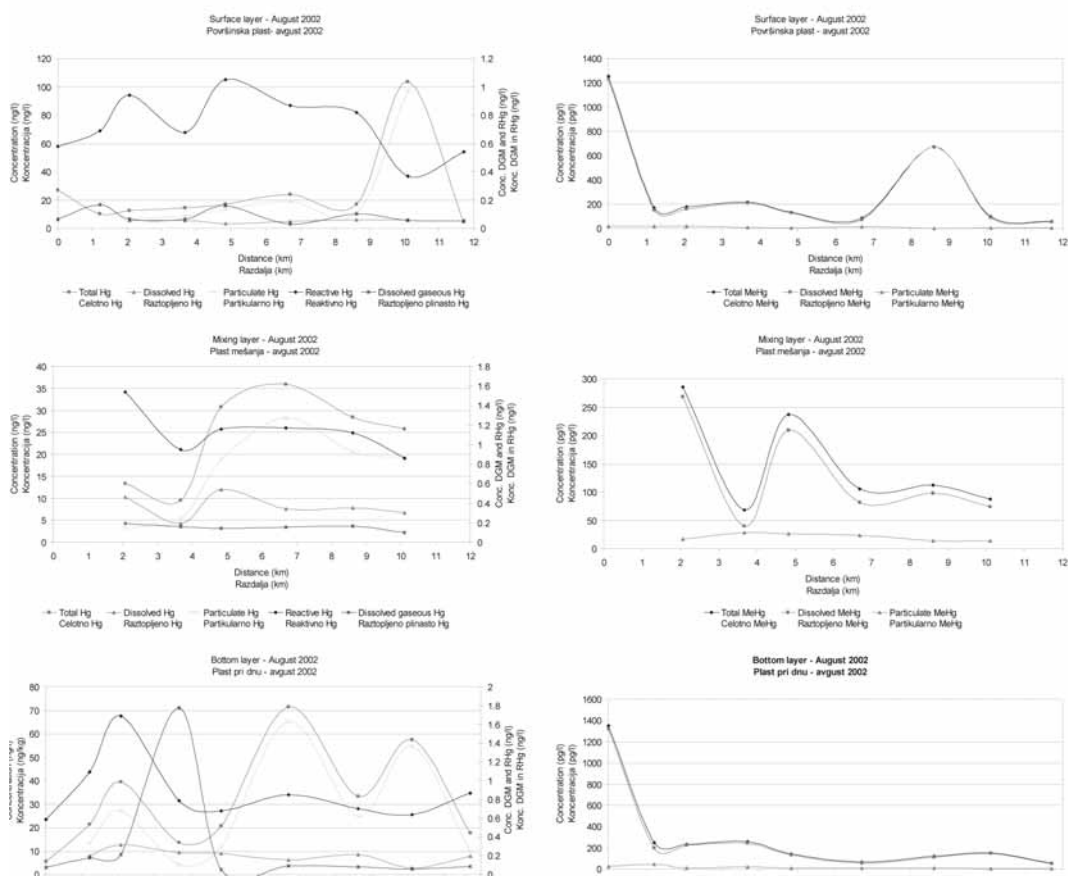 Surface layer - August 2002
Površinska plast- avgust 2002
Concentration (ng/l)
Koncentracija (ng/l)
120
100
80
60
40
20
0
1.2
1
0.8
0.6
0.4
0.2
0
Conc. DGM and RHg (ng/l)
Konc. DGM in RHg (ng/l)
0 1 2 3 4 5 6 7 8 9 10 11 12
Distance (km)
Razdalja (km)
Total Hg Dissolved Hg Particulate Hg Reactive Hg Dissolved gaseous Hg
Celotno Hg Raztopljeno Hg Partikularno Hg Reaktivno Hg Raztopljeno plinasto Hg
Surface layer - August 2002
Površinska plast - avgust 2002
Concentration (pg/l)
Koncentracija (pg/l)
1400
1200
1000
800
600
400
200
0
0 1 2 3 4 5 6 7 8 9 10 11 12
Distance (km)
Razdalja (km)
Total MeHg Dissolved MeHg Particulate MeHg
Celotno MeHg Raztopljeno MeHg Partikularno MeHg
Mixing layer - August 2002
Plast mešanja - avgust 2002
Concentration (ng/l)
Koncentracija (ng/l)
40
35
30
25
20
15
10
5
0
1.8
1.6
1.4
1.2
1
0.8
0.6
0.4
0.2
0
Conc. DGM and RHg (ng/l)
Konc. DGM in RHg (ng/l)
0 1 2 3 4 5 6 7 8 9 10 11 12
Distance (km)
Razdalja (km)
Total Hg Dissolved Hg Particulate Hg Reactive Hg Dissolved gaseous Hg
Celotno Hg Raztopljeno Hg Partikularno Hg Reaktivno Hg Raztopljeno plinasto Hg
Mixing layer - August 2002
Plast mešanja - avgust 2002
Concentration (pg/l)
Koncentracija (pg/l)
300
250
200
150
100
50
0
0 1 2 3 4 5 6 7 8 9 10 11 12
Distance (km)
Razdalja (km)
Total MeHg Dissolved MeHg Particulate MeHg
Celotno MeHg Raztopljeno MeHg Partikularno MeHg
Bottom layer - August 2002
Plast pri dnu - avgust 2002
Koncentracija (ng/kg)
80
70
60
50
40
30
20
10
0
2
1.8
1.6
1.4
1.2
1
0.8
0.6
0.4
0.2
0
Conc. DGM and RHg (ng/l)
Konc. DGM in RHg (ng/l)
Bottom layer - August 2002
Plast pri dnu - avgust 2002
Concentration (pg/l)
Koncentracija (pg/l)
1600
1400
1200
1000
800
600
400
200
0